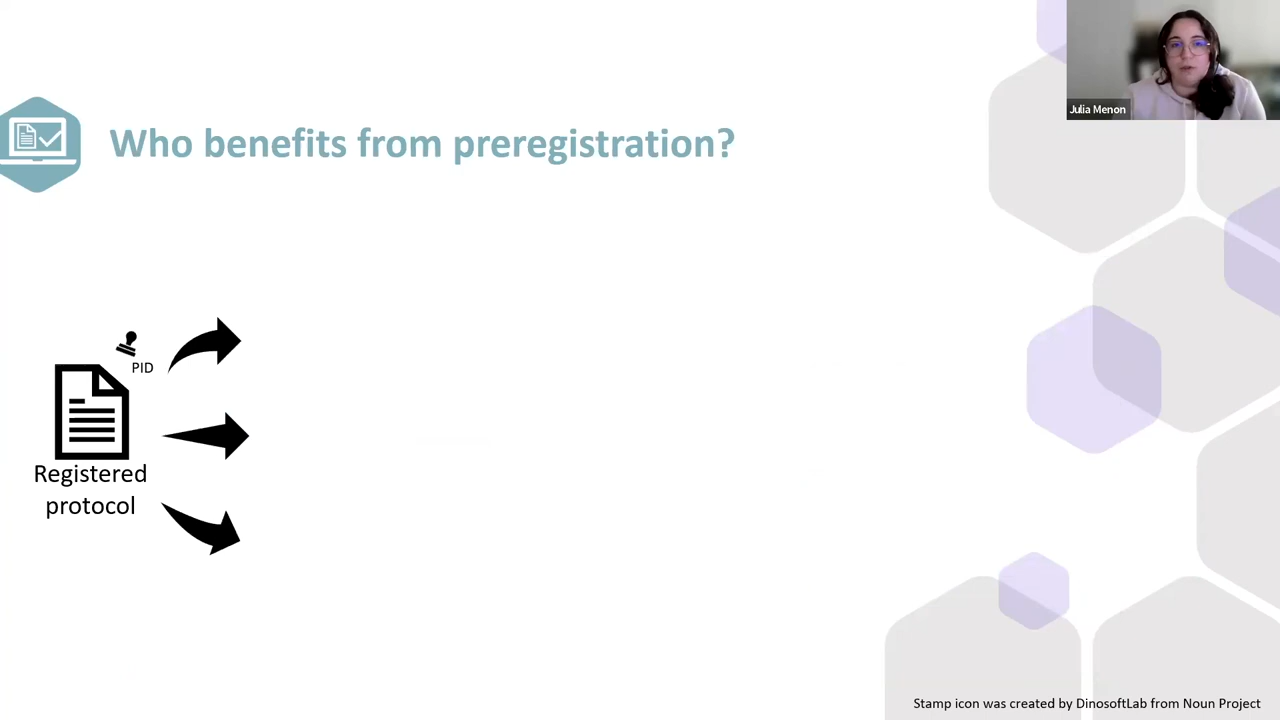 Julia Menon
Who benefits from preregistration?
PID
Registered
protocol
Stamp icon was created by DinosoftLab from Noun Project